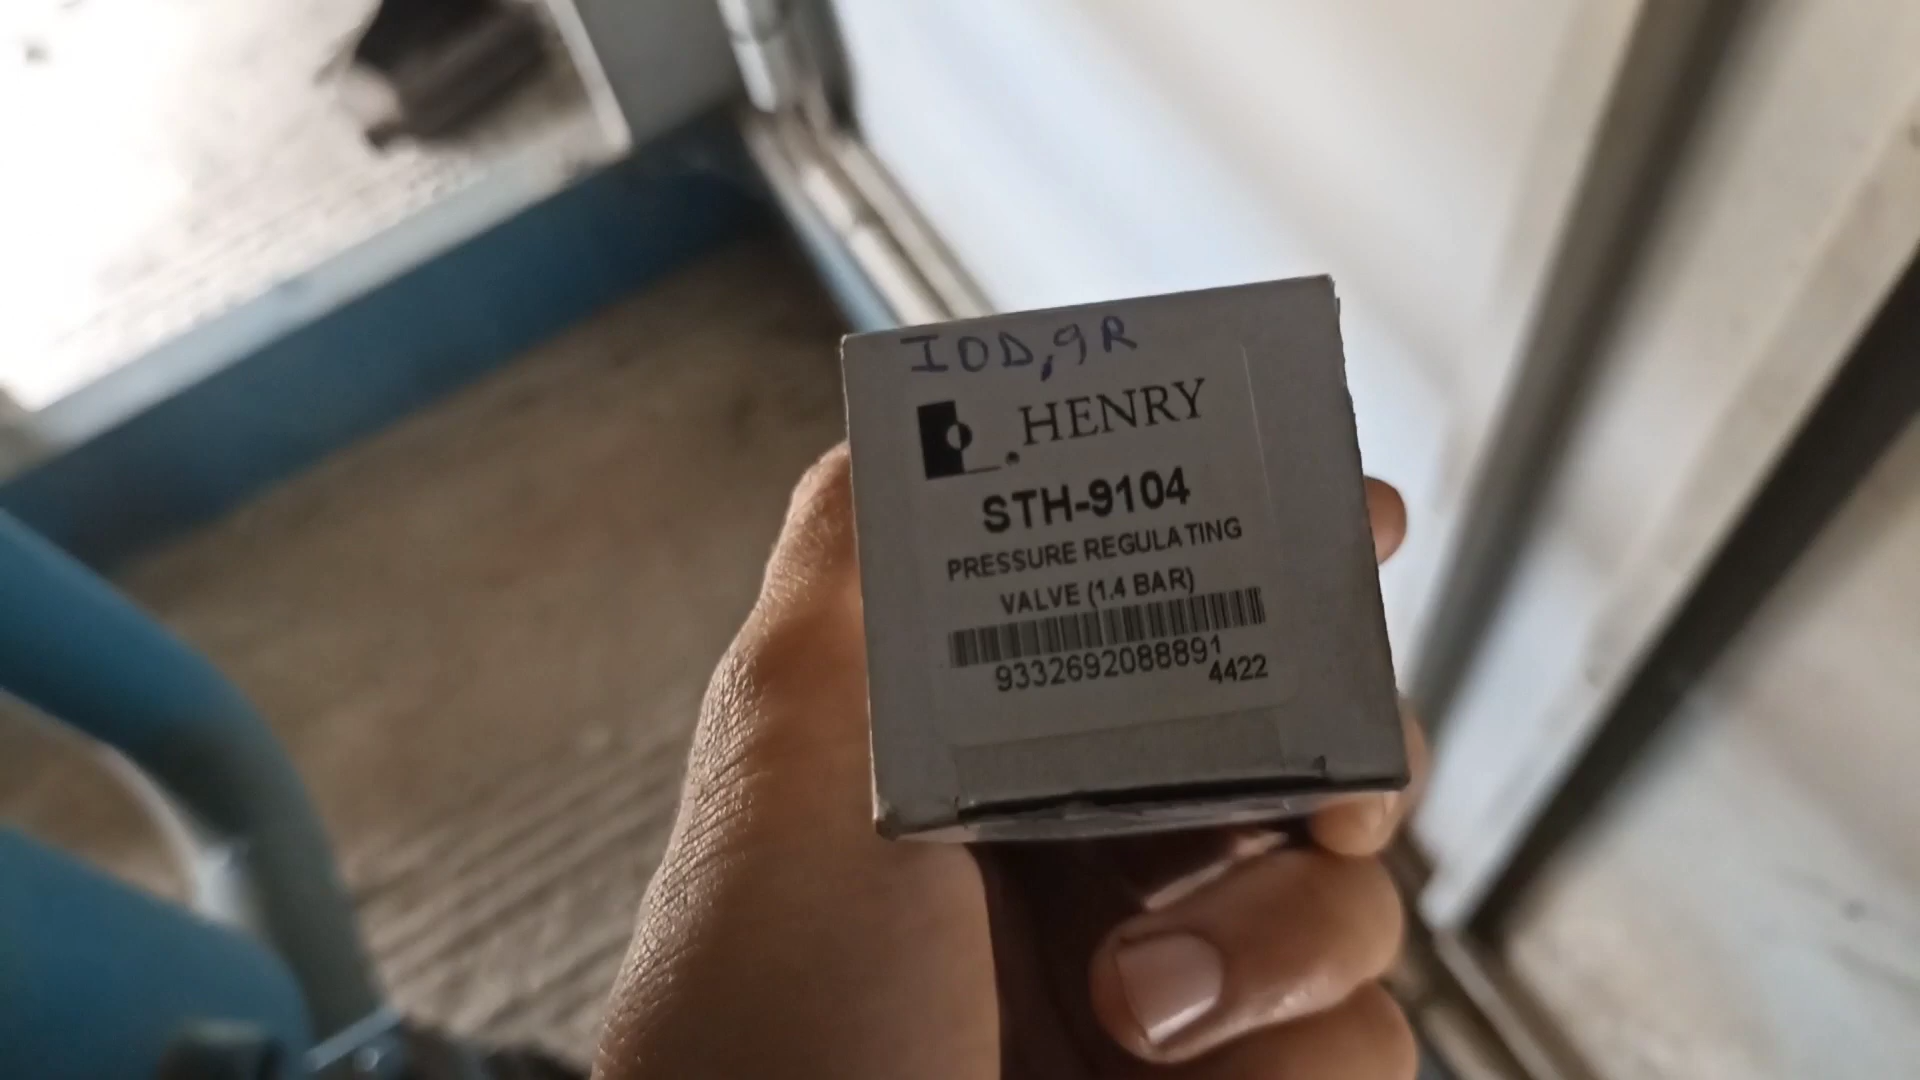 IOD,9R
HENRY
STH-9104
PRESSURE REGULATING
VALVE (1.4 BAR)
9332692088891
4422